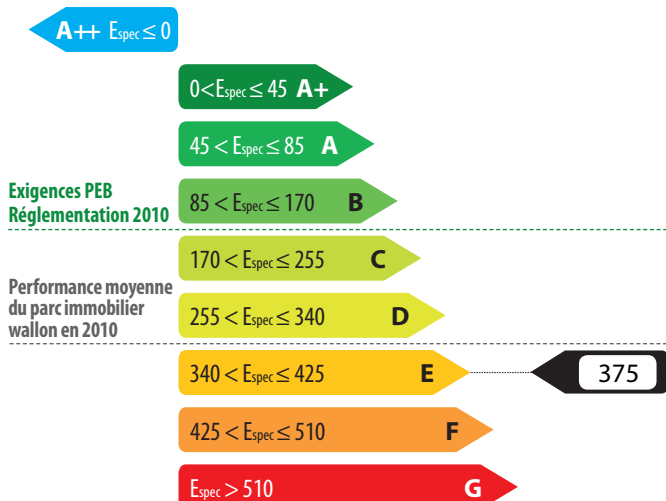 A++ Espec ≤ 0
0 < Espec ≤ 45 A+
45 < Espec ≤ 85 A
Exigences PEB
Réglementation 2010
85 < Espec ≤ 170 B
170 < Espec ≤ 255 C
Performance moyenne
du parc immobilier
wallon en 2010
255 < Espec ≤ 340 D
340 < Espec ≤ 425 E 375
425 < Espec ≤ 510 F
Espec > 510 G